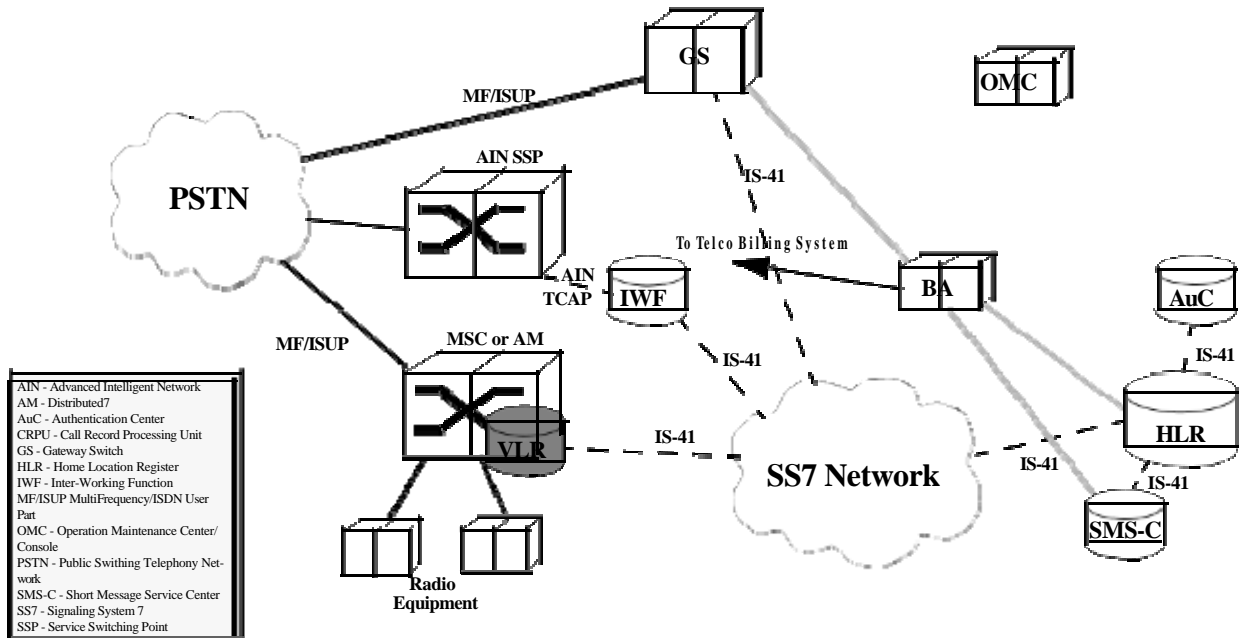 GS
OMC
MF/ISUP
AIN SSP
IS-41
PSTN
To Telco Billing System
AIN
TCAP
IWF
BA
AuC
MF/ISUP
MSC or AM
IS-41
IS-41
VLR
IS-41
HLR
SS7 Network
IS-41
IS-41
SMS-C
Radio
Equipment
AIN - Advanced Intelligent Network
AM - Distributed7
AuC - Authentication Center
CRPU - Call Record Processing Unit
GS - Gateway Switch
HLR - Home Location Register
IWF - Inter-Working Function
MF/ISUP MultiFrequency/ISDN User
Part
OMC - Operation Maintenance Center/
Console
PSTN - Public Swithing Telephony Net-
work
SMS-C - Short Message Service Center
SS7 - Signaling System 7
SSP - Service Switching Point